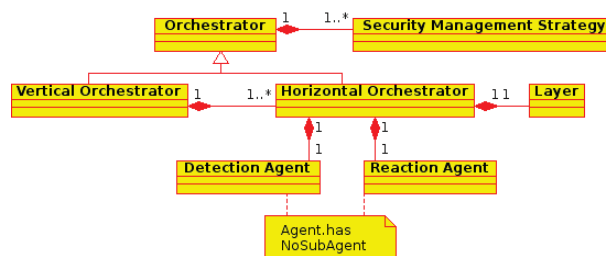 Orchestrator 1 1..* Security Management Strategy
Vertical Orchestrator 1 1..* Horizontal Orchestrator 1 1 Layer
1 1
1 1
Detection Agent Reaction Agent
Agent.has
NoSubAgent